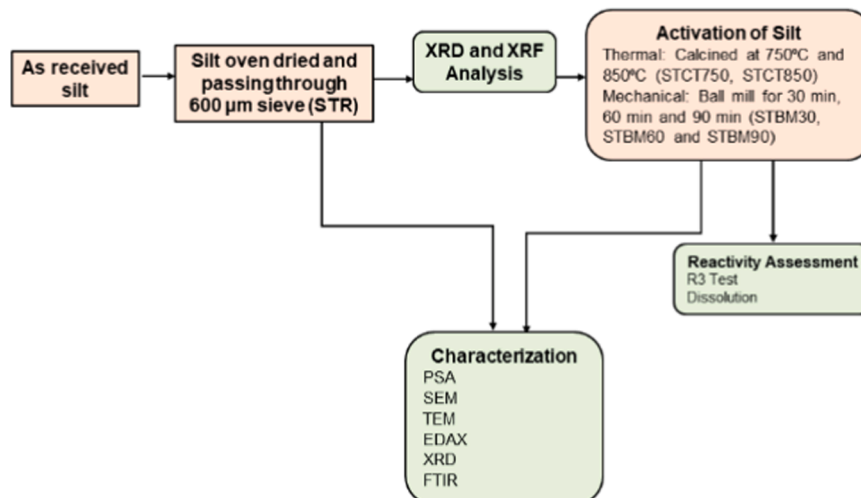 As received
silt
Silt oven dried and
passing through
600 µm sieve (STR)
XRD and XRF
Analysis
Activation of Silt
Thermal: Calcined at 750ºC and
850ºC (STCT750, STCT850)
Mechanical: Ball mill for 30 min,
60 min and 90 min (STBM30,
STBM60 and STBM90)
Reactivity Assessment
R3 Test
Dissolution
Characterization
PSA
SEM
TEM
EDAX
XRD
FTIR